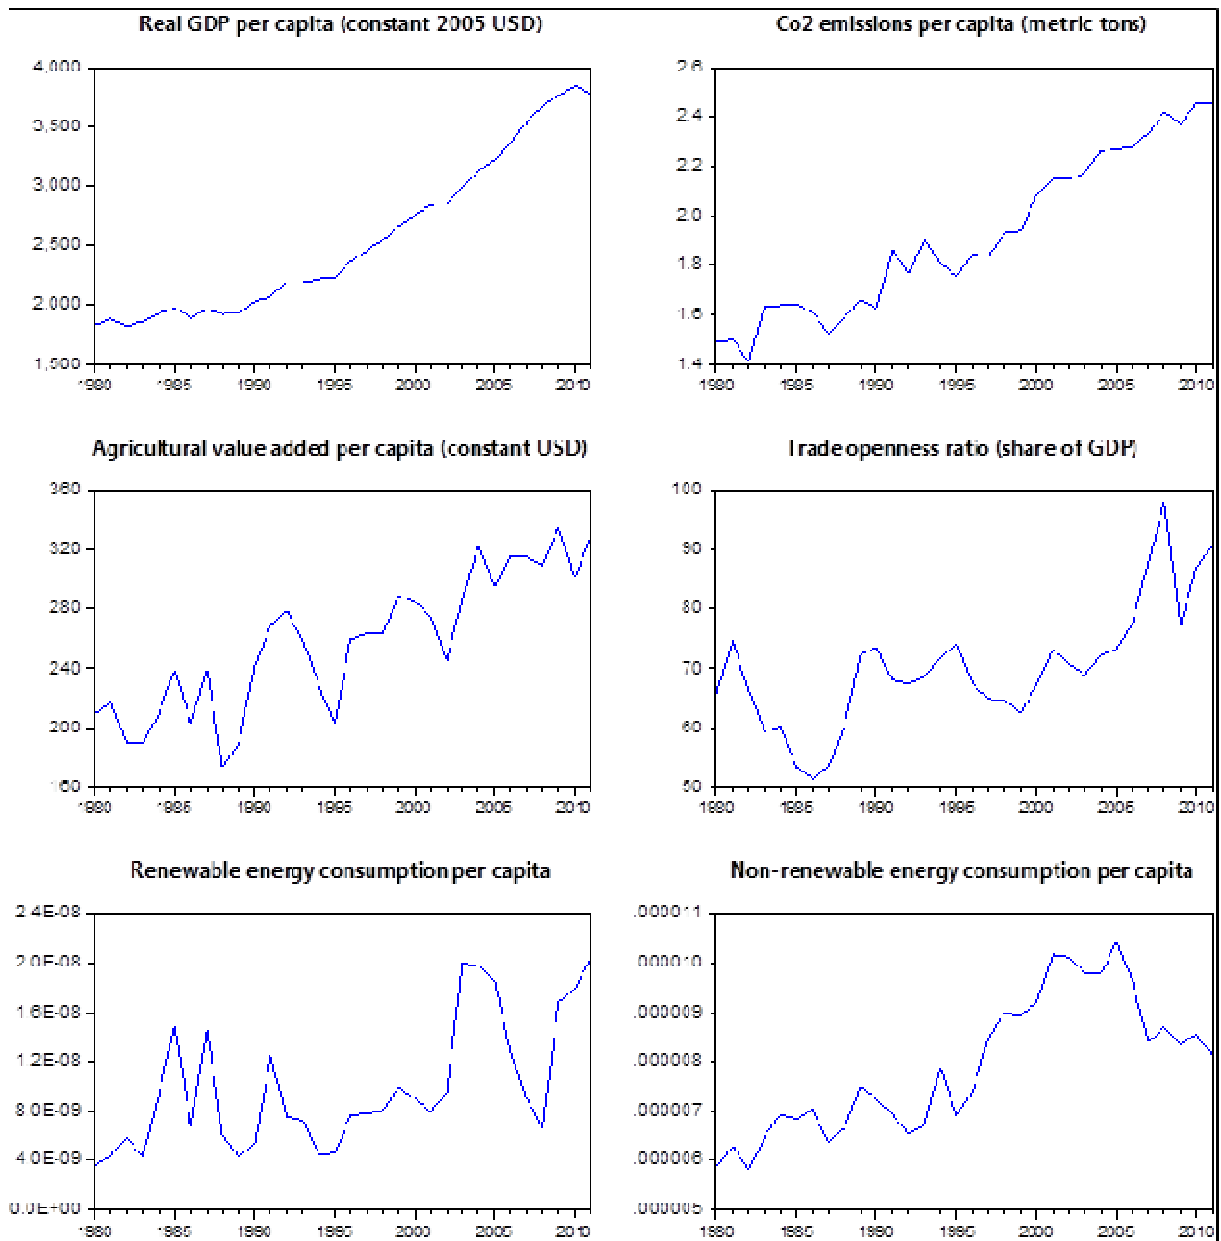 Real GDP per capita (constant 2005 USD)
4,000
3,500
3,000
2,500
2,000
1,500
1980 1985 1990 1995 2000 2005 2010
Co2 emissions per capita (metric tons)
2.6
2.4
2.2
2.0
1.8
1.6
1.4
1980 1985 1990 1995 2000 2005 2010
Agricultural value added per capita (constant USD)
360
320
280
240
200
160
1980 1985 1990 1995 2000 2005 2010
Trade openness ratio (share of GDP)
100
90
80
70
60
50
1980 1985 1990 1995 2000 2005 2010
Renewable energy consumption per capita
2.4E-08
2.0E-08
1.6E-08
1.2E-08
8.0E-09
4.0E-09
0.0E+00
1980 1985 1990 1995 2000 2005 2010
Non-renewable energy consumption per capita
.000011
.000010
.000009
.000008
.000007
.000006
.000005
1980 1985 1990 1995 2000 2005 2010